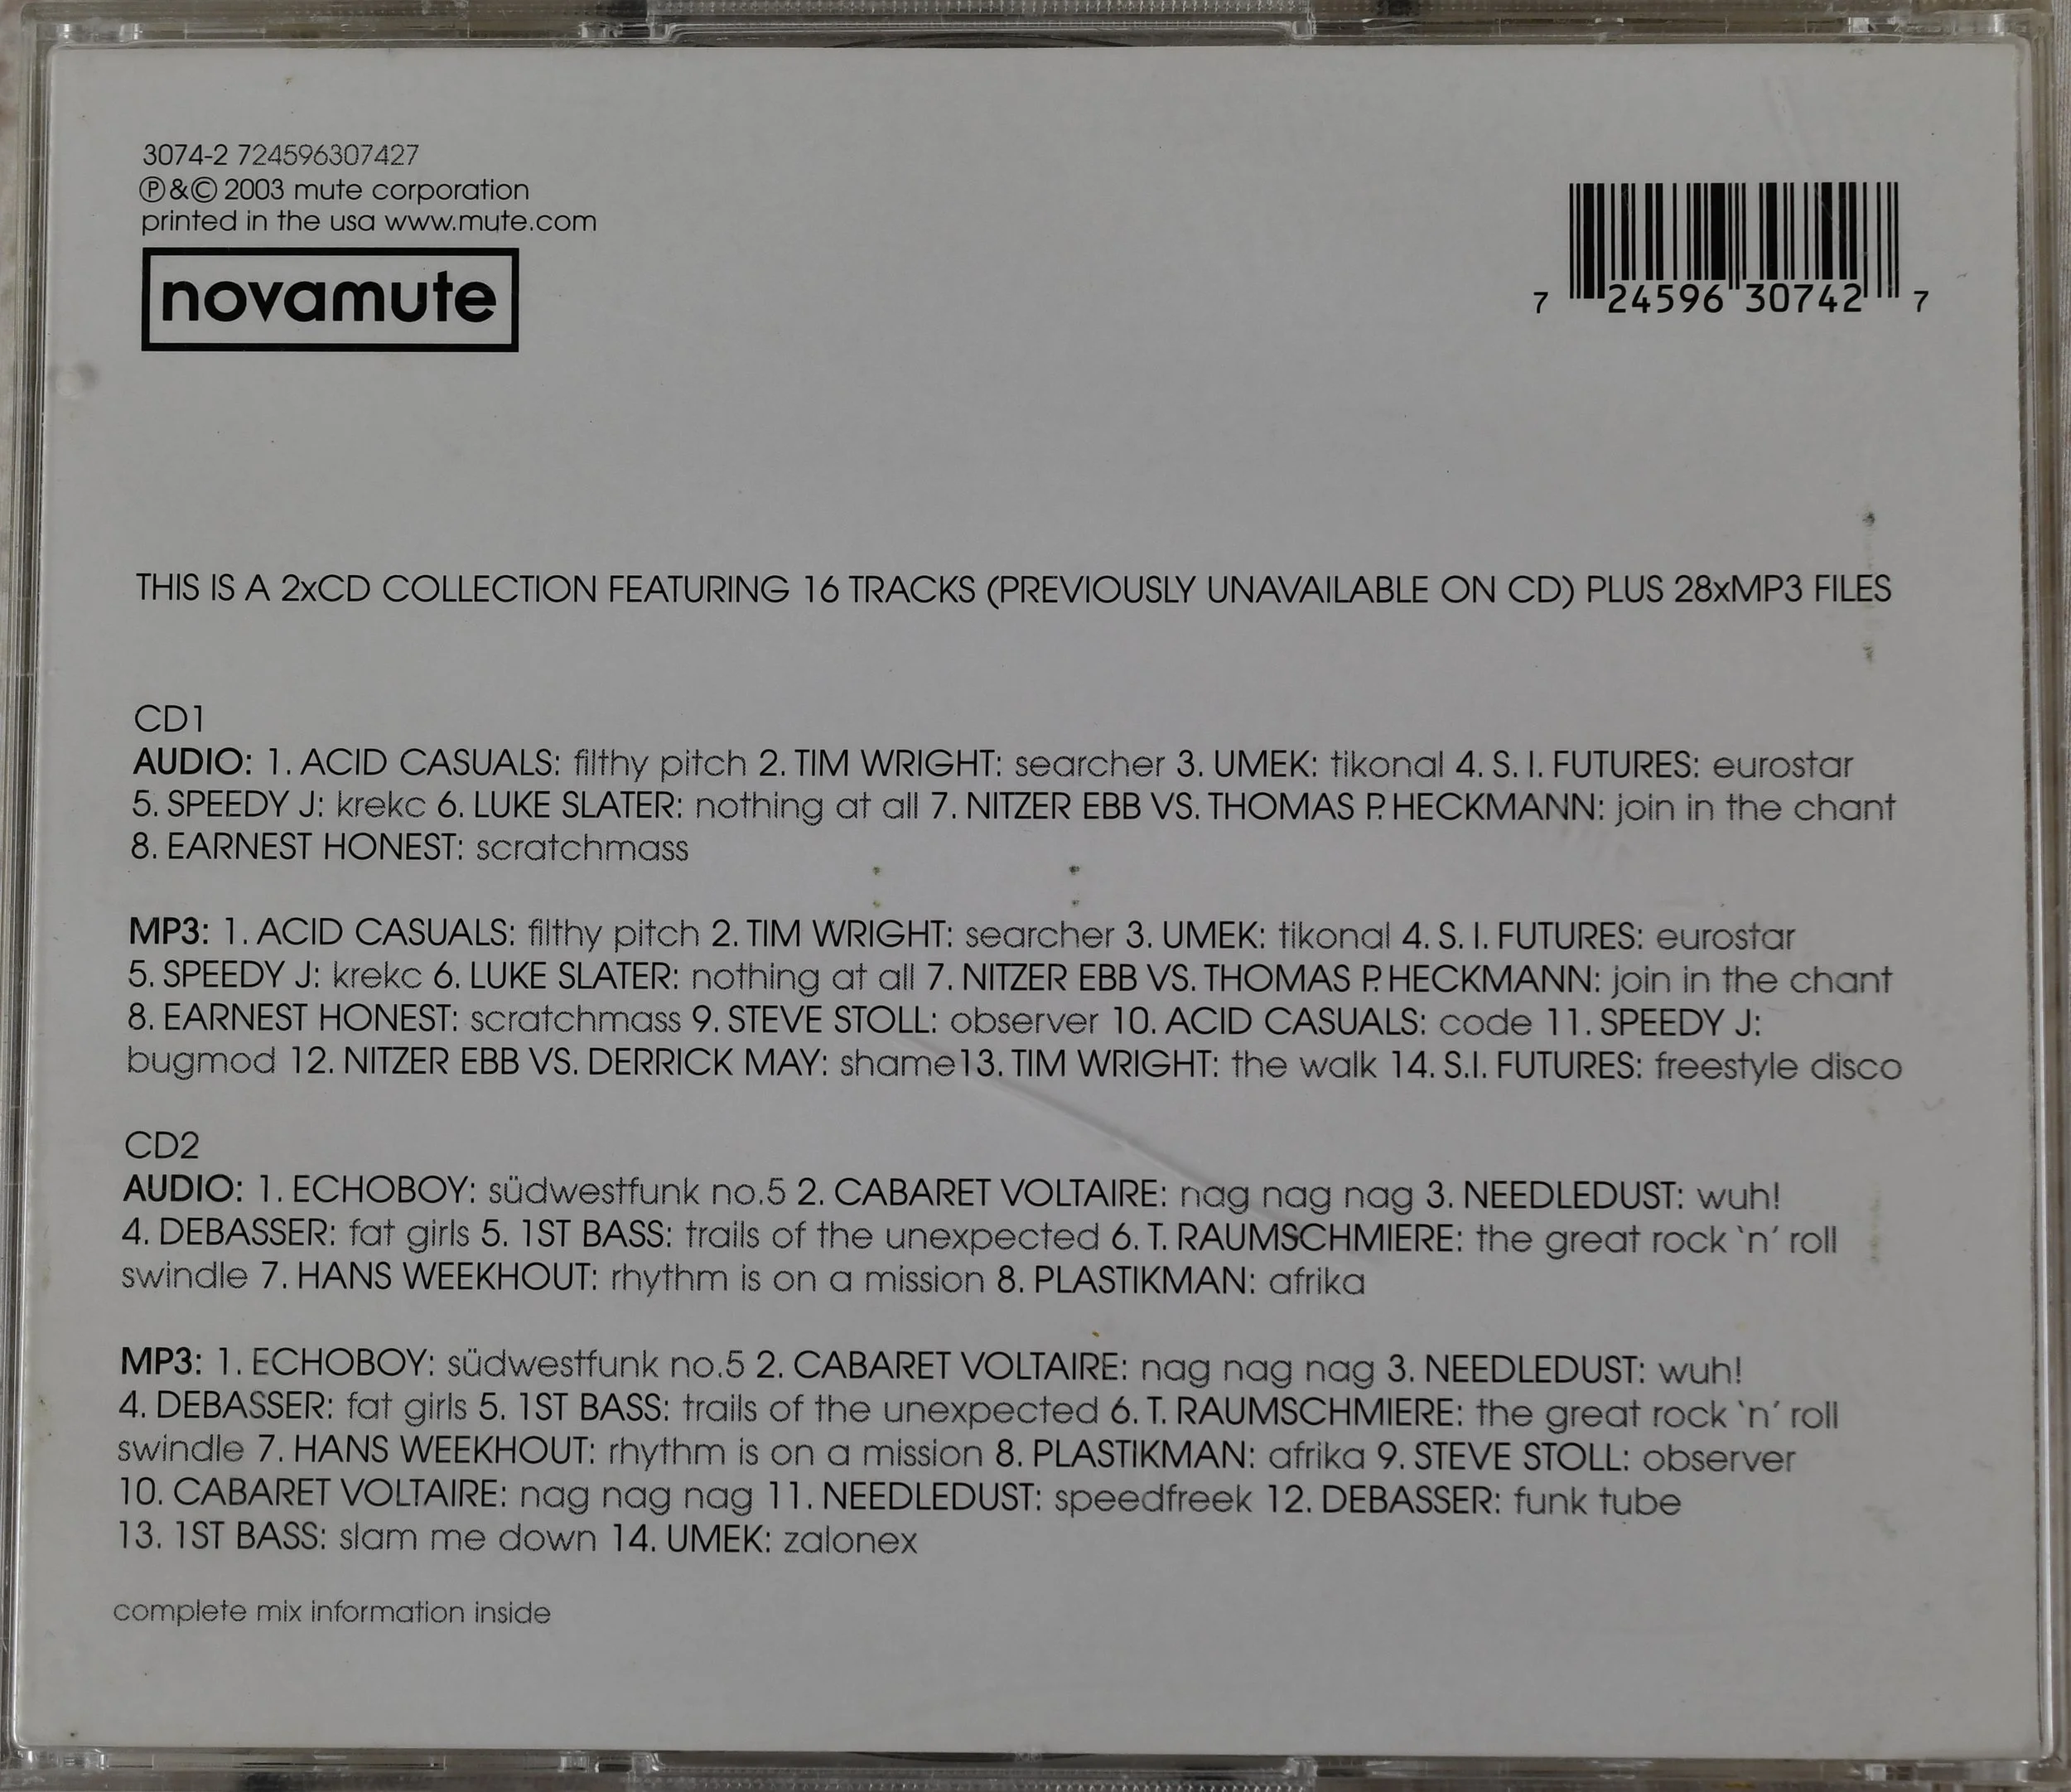 3074-2 724596307427
℗&© 2003 mute corporation
printed in the usa www.mute.com
novamute
7 24596 30742 7
THIS IS A 2xCD COLLECTION FEATURING 16 TRACKS (PREVIOUSLY UNAVAILABLE ON CD) PLUS 28xMP3 FILES
CD1
AUDIO: 1. ACID CASUALS: filthy pitch 2. TIM WRIGHT: searcher 3. UMEK: tikonal 4. S. I. FUTURES: eurostar
5. SPEEDY J: krekc 6. LUKE SLATER: nothing at all 7. NITZER EBB VS. THOMAS P. HECKMANN: join in the chant
8. EARNEST HONEST: scratchmass
MP3: 1. ACID CASUALS: filthy pitch 2. TIM WRIGHT: searcher 3. UMEK: tikonal 4. S. I. FUTURES: eurostar
5. SPEEDY J: krekc 6. LUKE SLATER: nothing at all 7. NITZER EBB VS. THOMAS P. HECKMANN: join in the chant
8. EARNEST HONEST: scratchmass 9. STEVE STOLL: observer 10. ACID CASUALS: code 11. SPEEDY J:
bugmod 12. NITZER EBB VS. DERRICK MAY: shame13. TIM WRIGHT: the walk 14. S.I. FUTURES: freestyle disco
CD2
AUDIO: 1. ECHOBOY: südwestfunk no.5 2. CABARET VOLTAIRE: nag nag nag 3. NEEDLEDUST: wuh!
4. DEBASSER: fat girls 5. 1ST BASS: trails of the unexpected 6. T. RAUMSCHMIERE: the great rock ‘n’ roll
swindle 7. HANS WEEKHOUT: rhythm is on a mission 8. PLASTIKMAN: afrika
MP3: 1. ECHOBOY: südwestfunk no.5 2. CABARET VOLTAIRE: nag nag nag 3. NEEDLEDUST: wuh!
4. DEBASSER: fat girls 5. 1ST BASS: trails of the unexpected 6. T. RAUMSCHMIERE: the great rock ‘n’ roll
swindle 7. HANS WEEKHOUT: rhythm is on a mission 8. PLASTIKMAN: afrika 9. STEVE STOLL: observer
10. CABARET VOLTAIRE: nag nag nag 11. NEEDLEDUST: speedfreek 12. DEBASSER: funk tube
13. 1ST BASS: slam me down 14. UMEK: zalonex
complete mix information inside